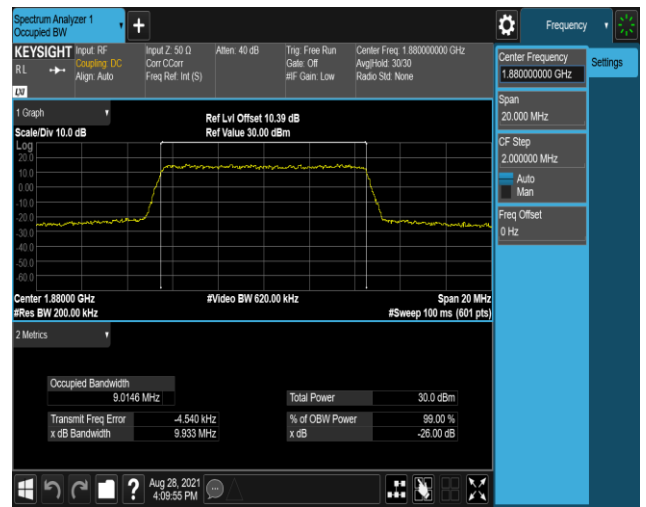 Spectrum Analyzer 1
Occupied BW
Frequency
KEYSIGHT
RL
LXI
Input: RF
Coupling: DC
Align: Auto
Input Z: 50 Ω
Corr CCorr
Freq Ref: Int (S)
Atten: 40 dB
Trig: Free Run
Gate: Off
#IF Gain: Low
Center Freq: 1.880000000 GHz
Avg|Hold: 30/30
Radio Std: None
Center Frequency
1.880000000 GHz
Settings
Span
20.000 MHz
CF Step
2.000000 MHz
Auto
Man
Freq Offset
0 Hz
1 Graph
Scale/Div 10.0 dB
Ref Lvl Offset 10.39 dB
Ref Value 30.00 dBm
Log
20.0
10.0
0.00
-10.0
-20.0
-30.0
-40.0
-50.0
-60.0
Center 1.88000 GHz
#Res BW 200.00 kHz
#Video BW 620.00 kHz
Span 20 MHz
#Sweep 100 ms (601 pts)
2 Metrics
Occupied Bandwidth
9.0146 MHz
Total Power 30.0 dBm
Transmit Freq Error -4.540 kHz
% of OBW Power 99.00 %
x dB Bandwidth 9.933 MHz
x dB -26.00 dB
?
Aug 28, 2021
4:09:55 PM